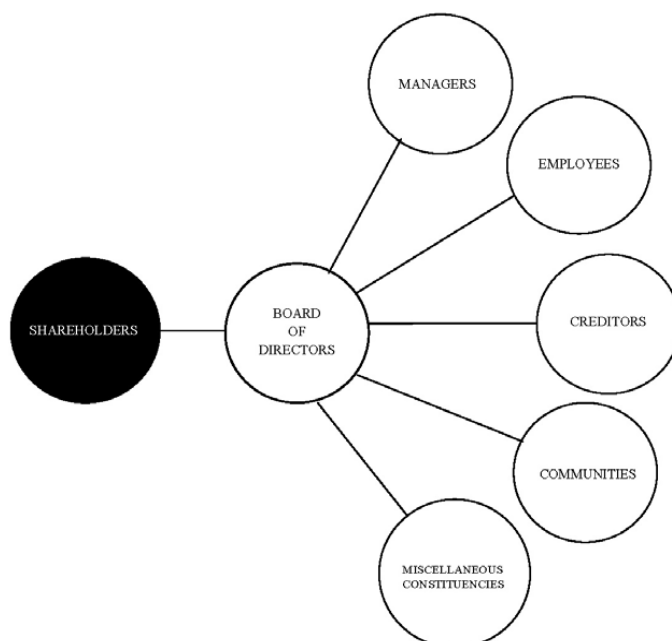 MANAGERS
EMPLOYEES
SHAREHOLDERS
BOARD
OF
DIRECTORS
CREDITORS
COMMUNITIES
MISCELLANEOUS
CONSTITUENCIES